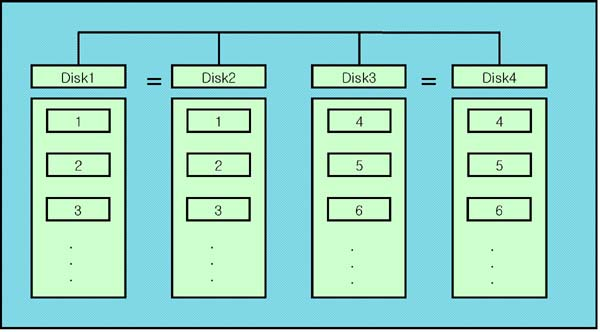 Disk1 = Disk2 Disk3 = Disk4
1 1 4 4
2 2 5 5
3 3 6 6
. . . .
. . . .
. . . .